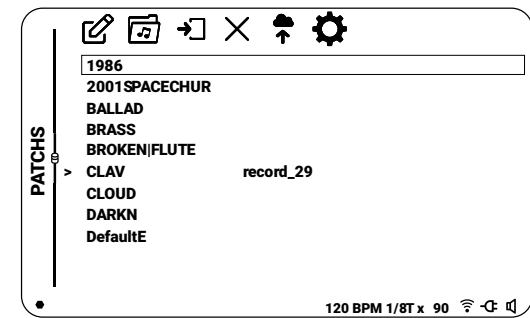 PATCHS
1986
2001SPACECHUR
BALLAD
BRASS
BROKEN|FLUTE
> CLAV record_29
CLOUD
DARKN
DefaultE
120 BPM 1/8T x 90